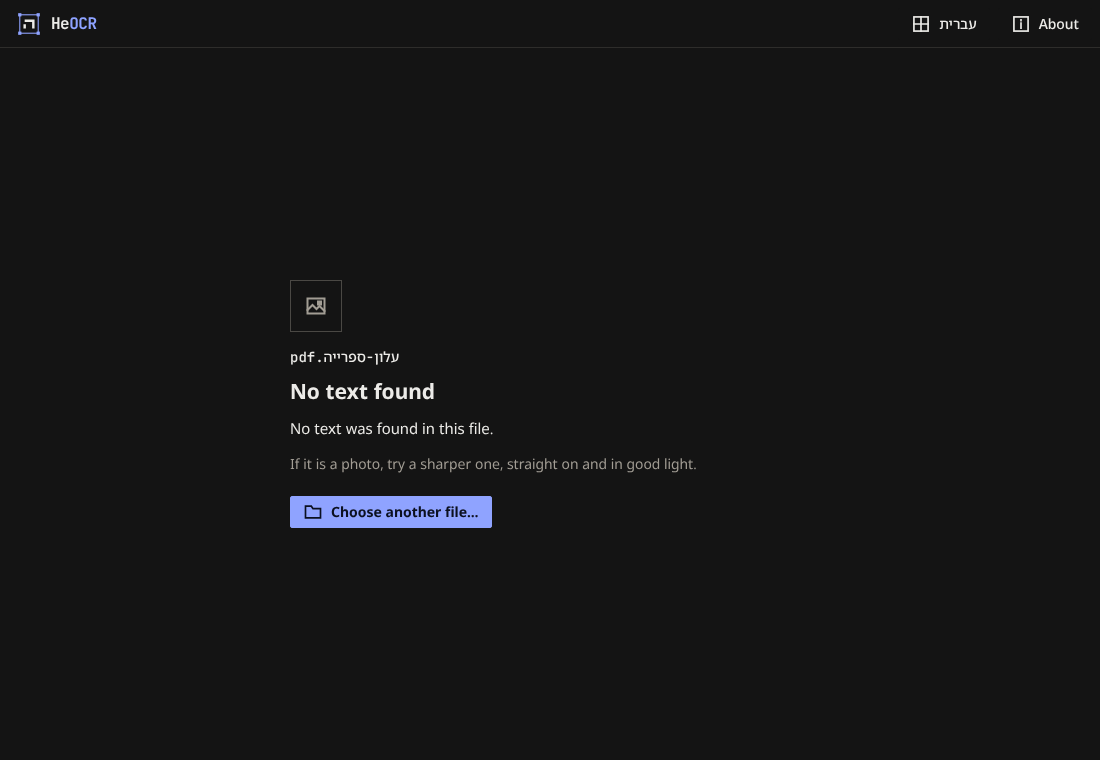 HeOCR
עברית
About
עלון-ספרייה.pdf
No text found
No text was found in this file.
If it is a photo, try a sharper one, straight on and in good light.
Choose another file...